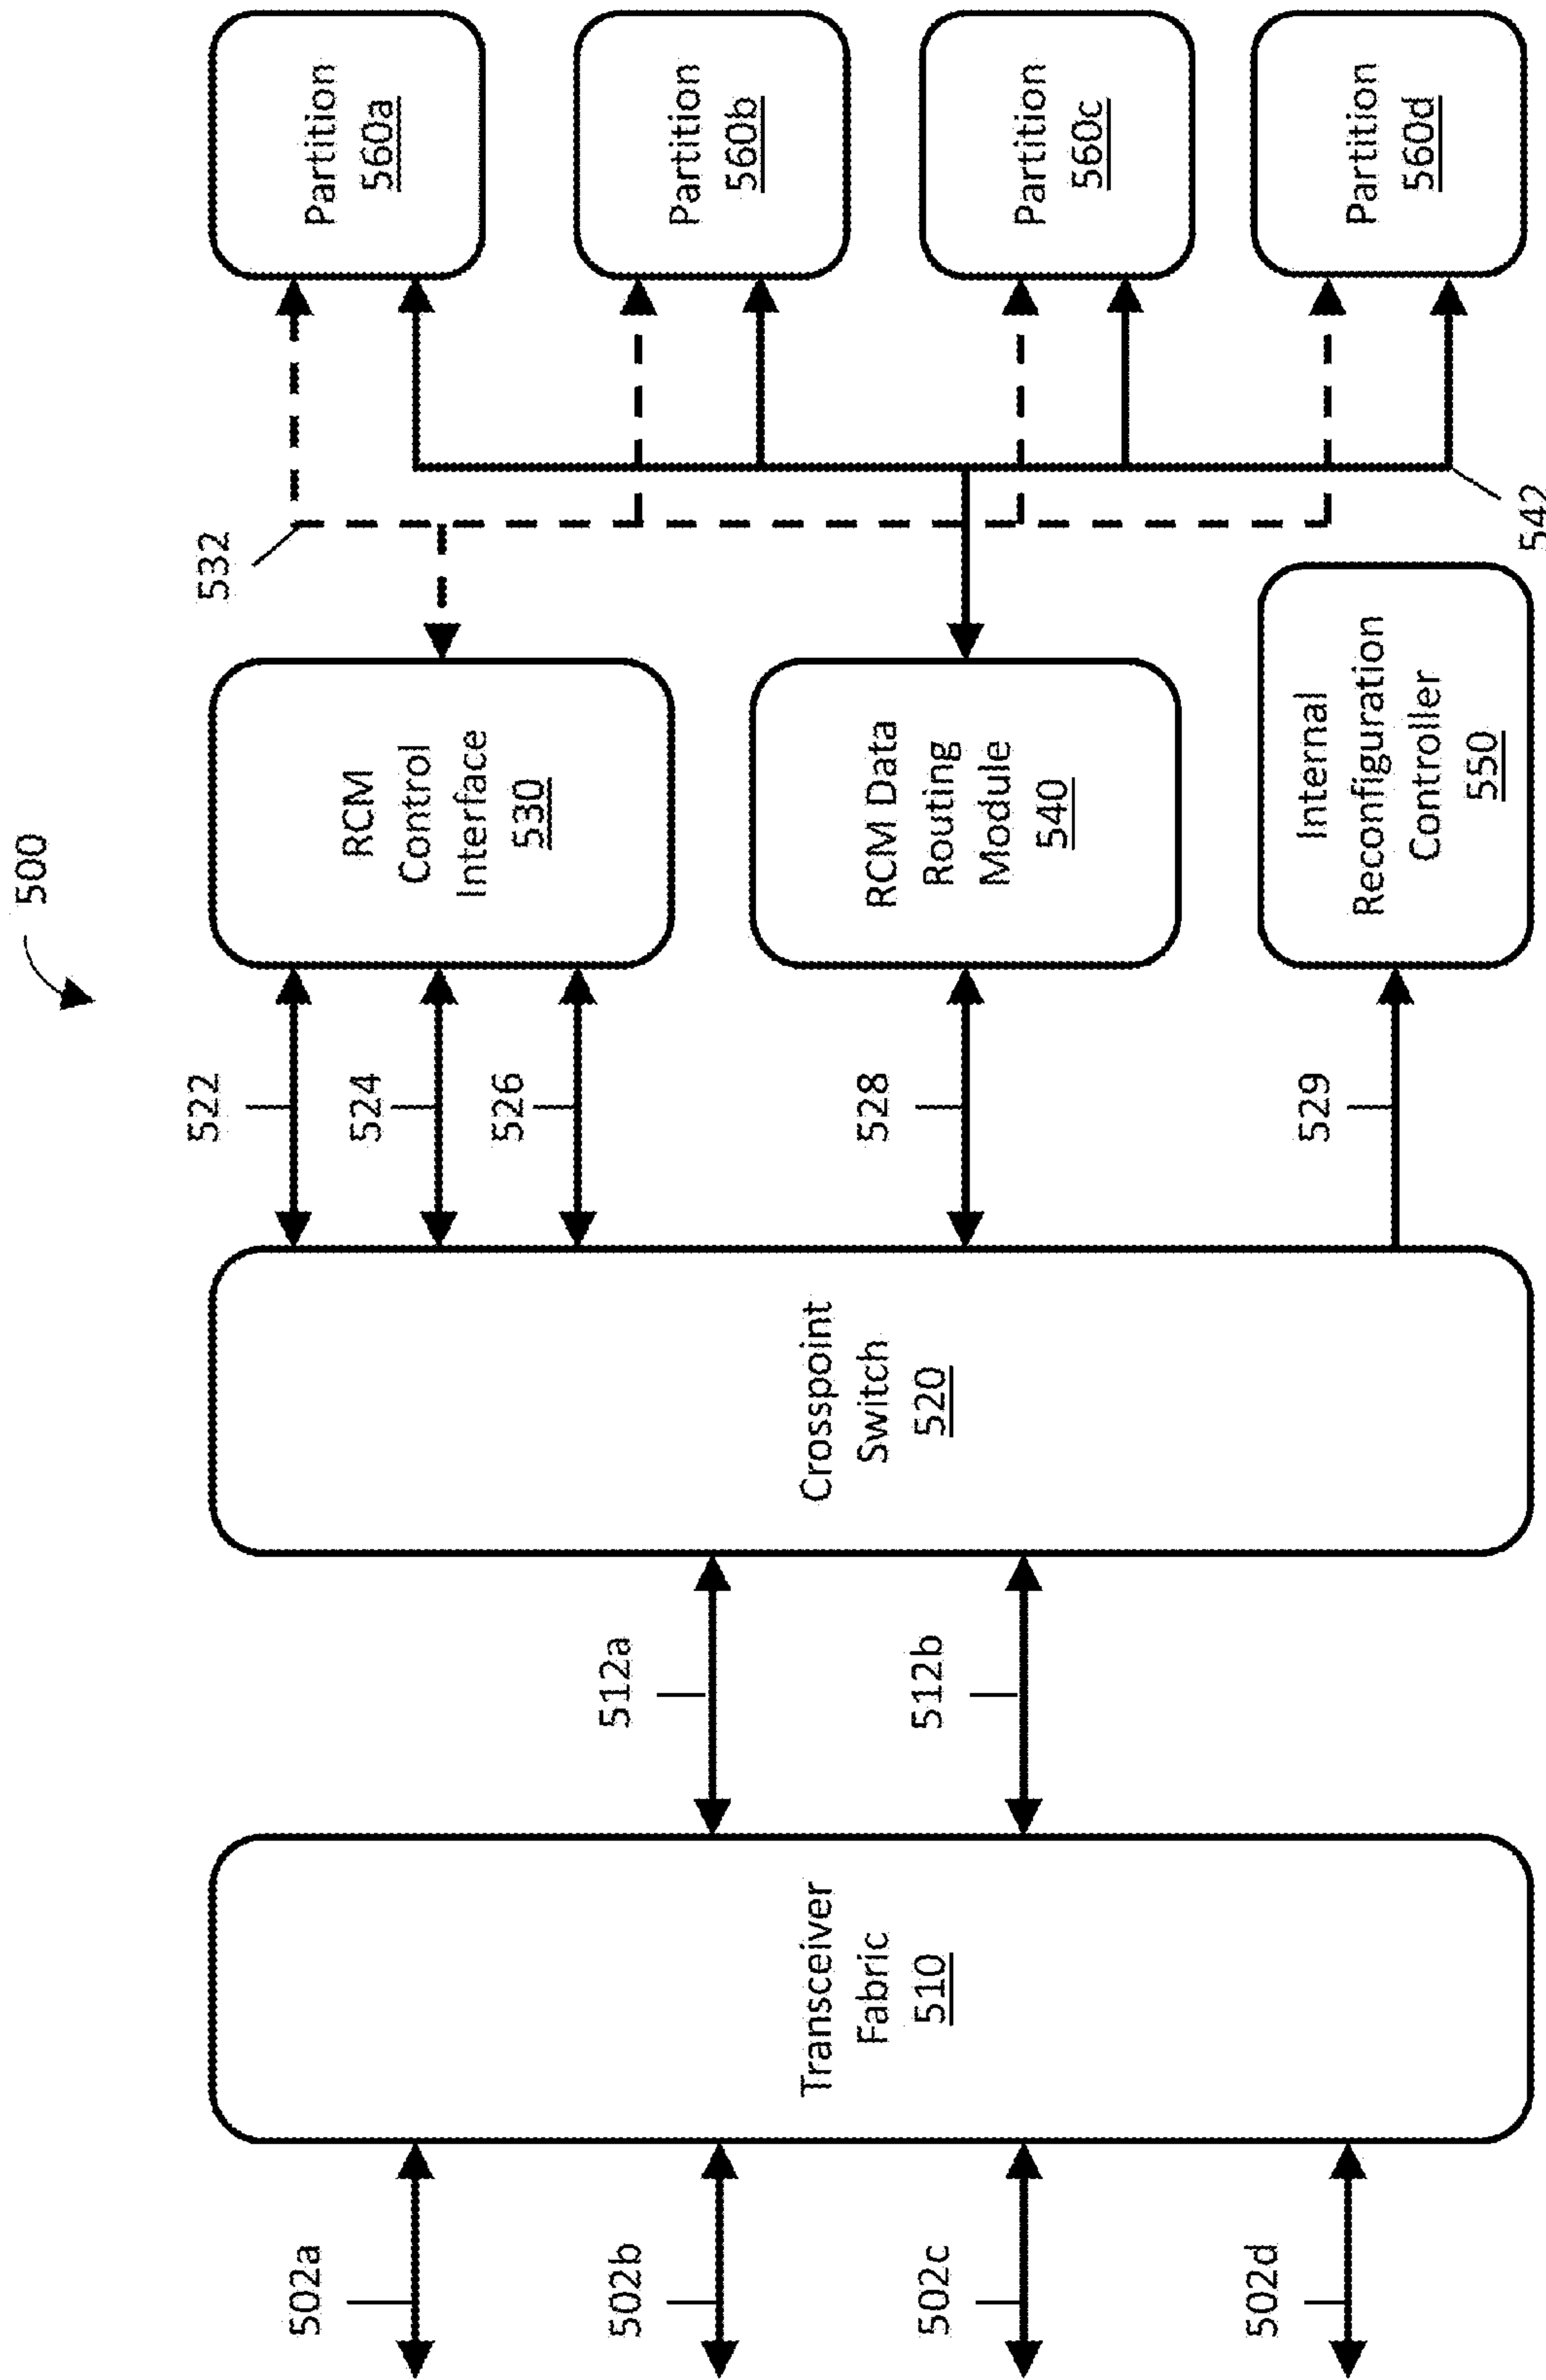 500
502a
502b
502c
502d
Transceiver
Fabric
510
512a
512b
Crosspoint
Switch
520
522
524
526
528
529
RCM
Control
Interface
530
RCM Data
Routing
Module
540
Internal
Reconfiguration
Controller
550
532
542
Partition
560a
Partition
560b
Partition
560c
Partition
560d